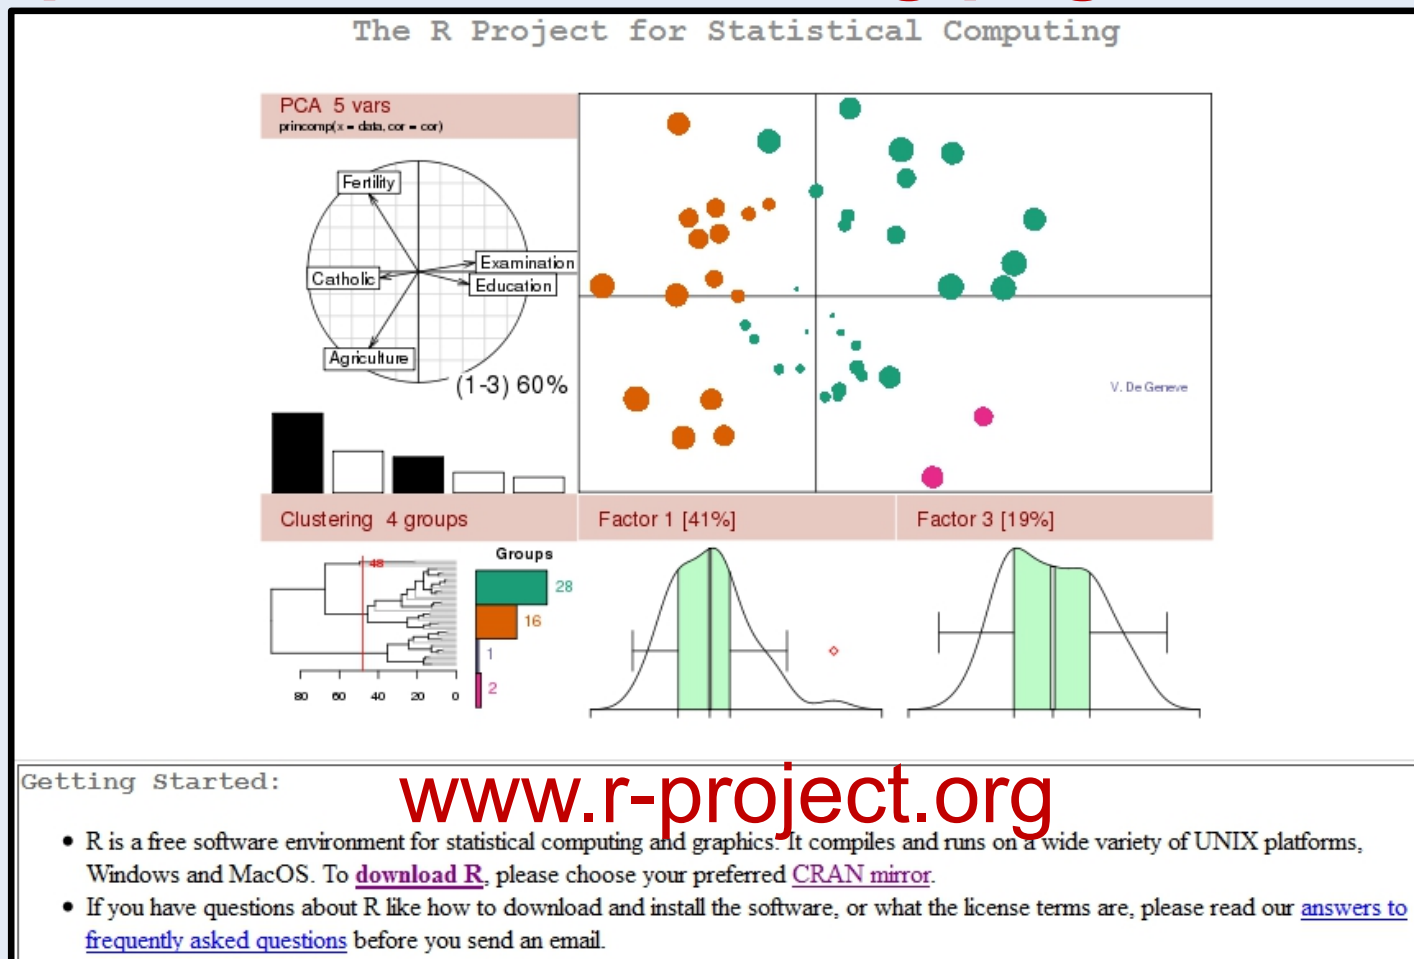 The R Project for Statistical Computing
PCA 5 vars
princomp(x = data, cor = cor)
Fertility
Examination
Catholic
Education
Agriculture
(1-3) 60%
V. De Geneve
Clustering 4 groups
Factor 1 [41%]
Factor 3 [19%]
Groups
48
28
16
1
2
80 60 40 20 0
Getting Started:
www.r-project.org
• R is a free software environment for statistical computing and graphics. It compiles and runs on a wide variety of UNIX platforms,
Windows and MacOS. To download R, please choose your preferred CRAN mirror.
• If you have questions about R like how to download and install the software, or what the license terms are, please read our answers to
frequently asked questions before you send an email.